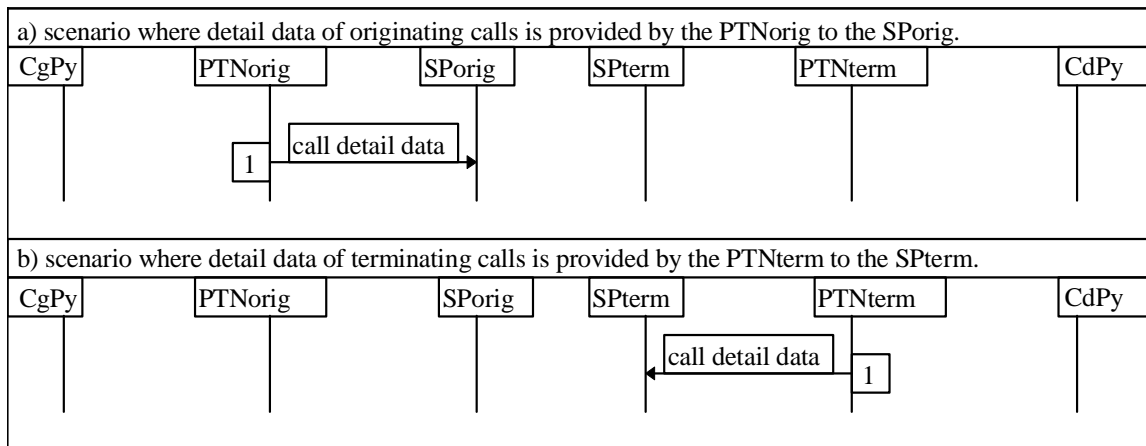 a) scenario where detail data of originating calls is provided by the PTNorig to the SPorig.
CgPy PTNorig SPorig SPterm PTNterm CdPy
call detail data
1
b) scenario where detail data of terminating calls is provided by the PTNterm to the SPterm.
CgPy PTNorig SPorig SPterm PTNterm CdPy
call detail data
1